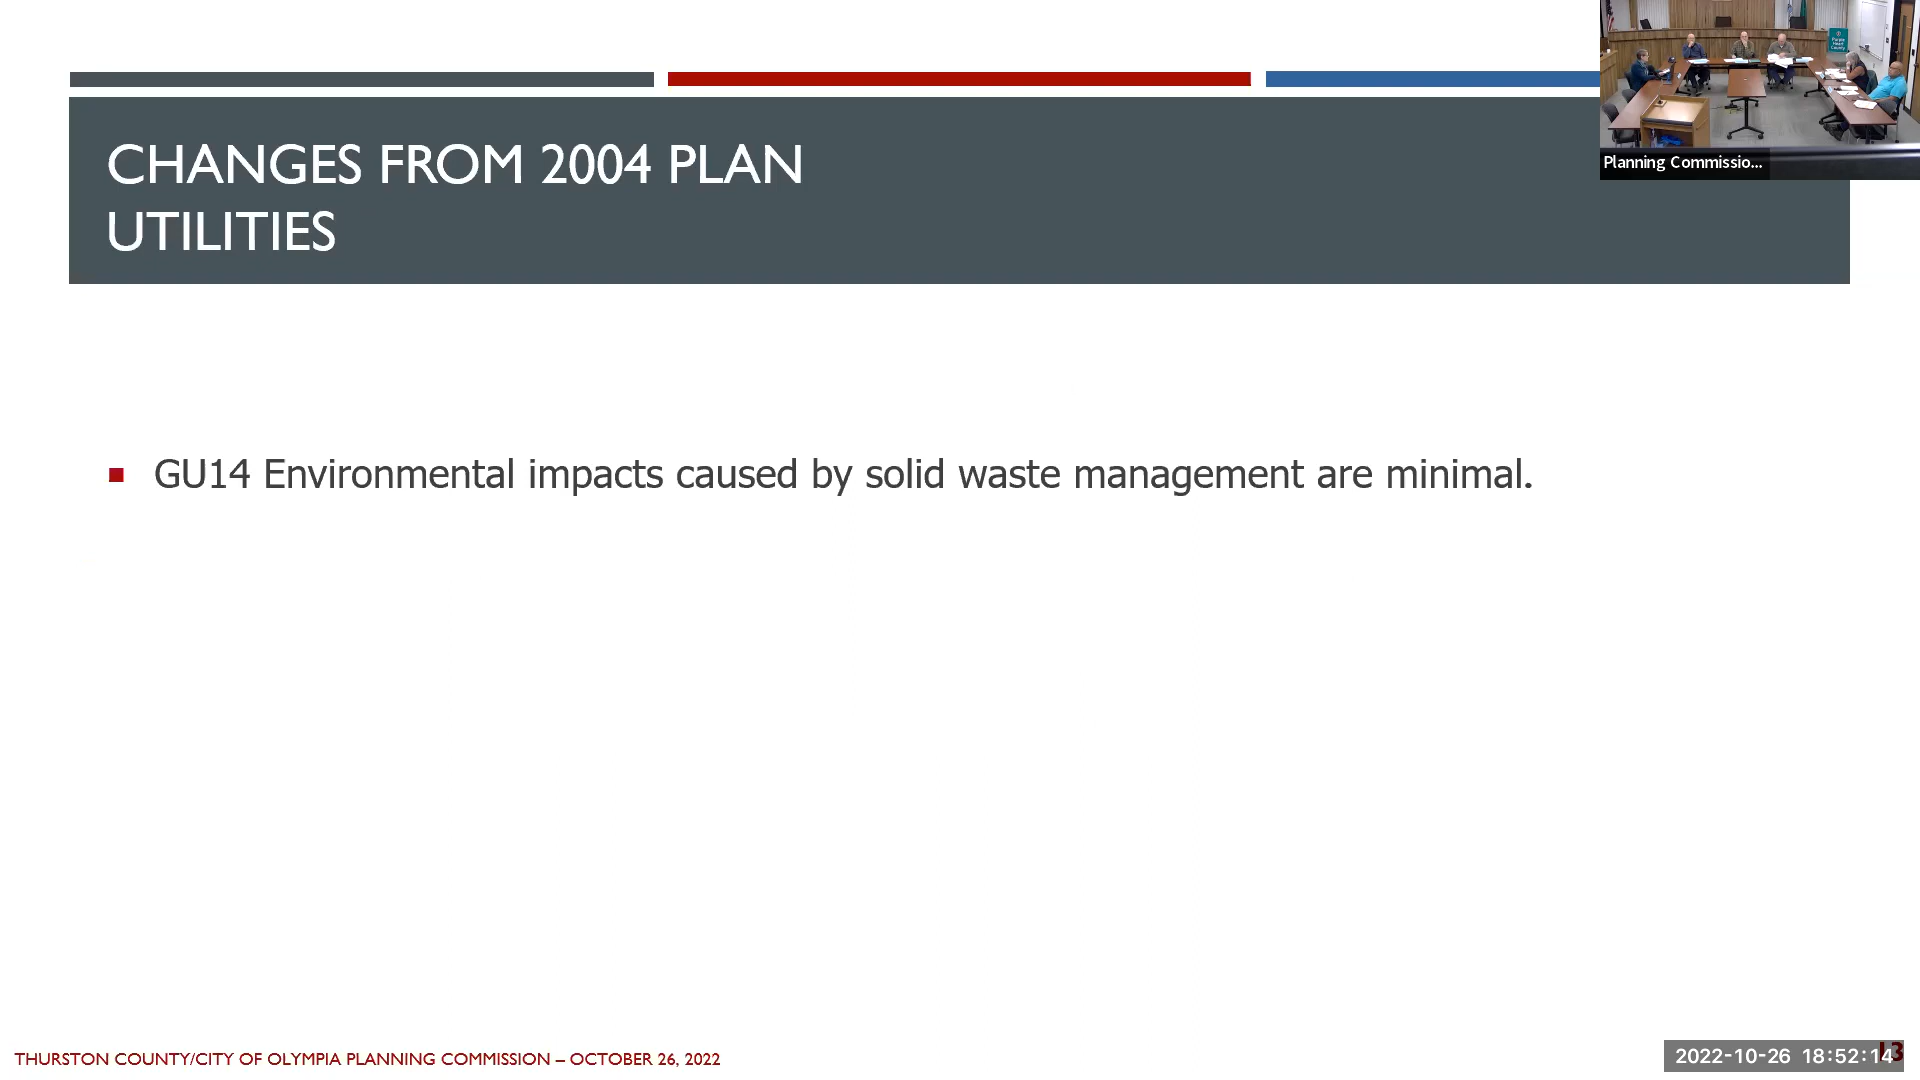 CHANGES FROM 2004 PLAN
UTILITIES
Planning Commissio...
GU14 Environmental impacts caused by solid waste management are minimal.
THURSTON COUNTY/CITY OF OLYMPIA PLANNING COMMISSION – OCTOBER 26, 2022
2022-10-26 18:52:14